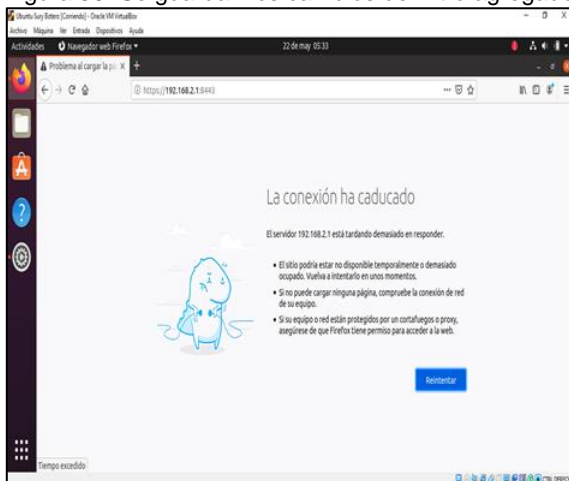 Ubuntu Sury Botero [Corriendo] - Oracle VM VirtualBox
Archivo Máquina Ver Entrada Dispositivos Ayuda
Actividades Navegador web Firefox 22 de may 05:33
Problema al cargar la pá
https://192.168.2.1:8443
La conexión ha caducado
El servidor 192.168.2.1 está tardando demasiado en responder.
• El sitio podría estar no disponible temporalmente o demasiado
ocupado. Vuelva a intentarlo en unos momentos.
• Si no puede cargar ninguna página, compruebe la conexión de red
de su equipo.
• Si su equipo o red están protegidos por un cortafuegos o proxy,
asegúrese de que Firefox tiene permiso para acceder a la web.
Reintentar
Tiempo excedido